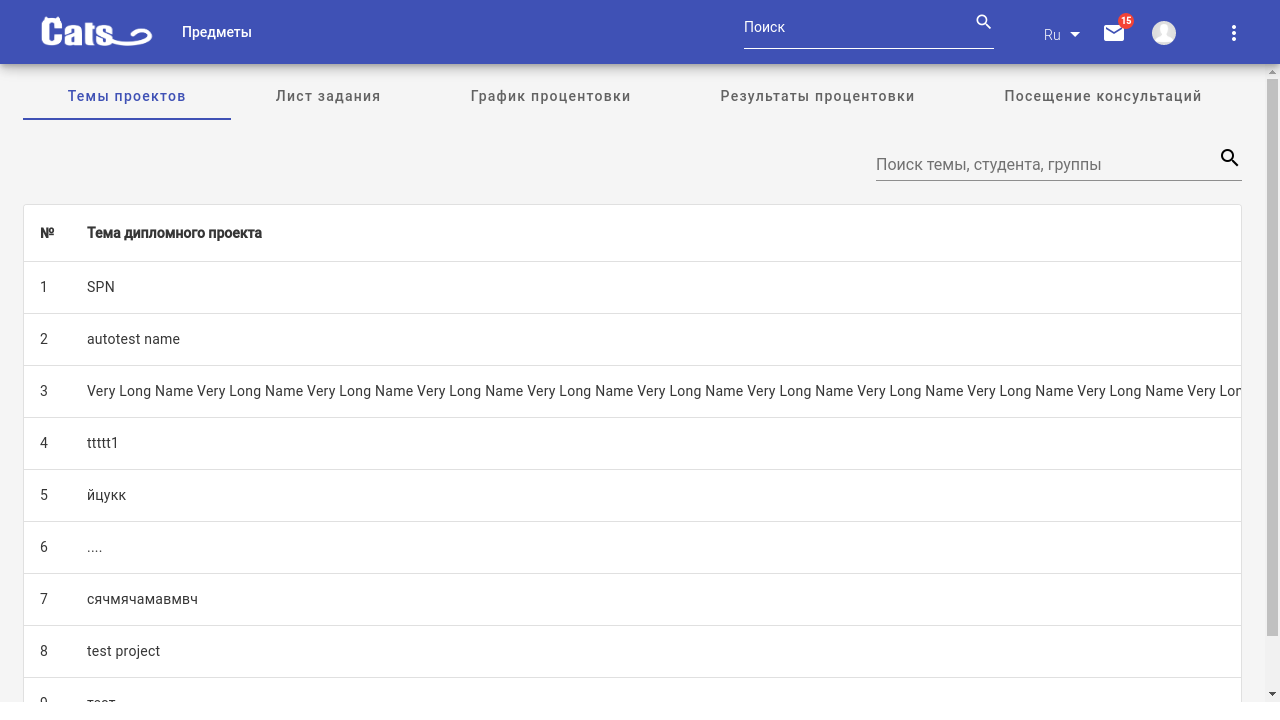 Cats Предметы Поиск Ru 15
Темы проектов Лист задания График процентовки Результаты процентовки Посещение консультаций
Поиск темы, студента, группы
№ Тема дипломного проекта
1 SPN
2 autotest name
3 Very Long Name Very Long Name Very Long Name Very Long Name Very Long Name Very Long Name Very Long Name Very Long Name Very Long Name Very Long Name Very Lon
4 ttttt1
5 йцукк
6 ....
7 сячмячамавмвч
8 test project